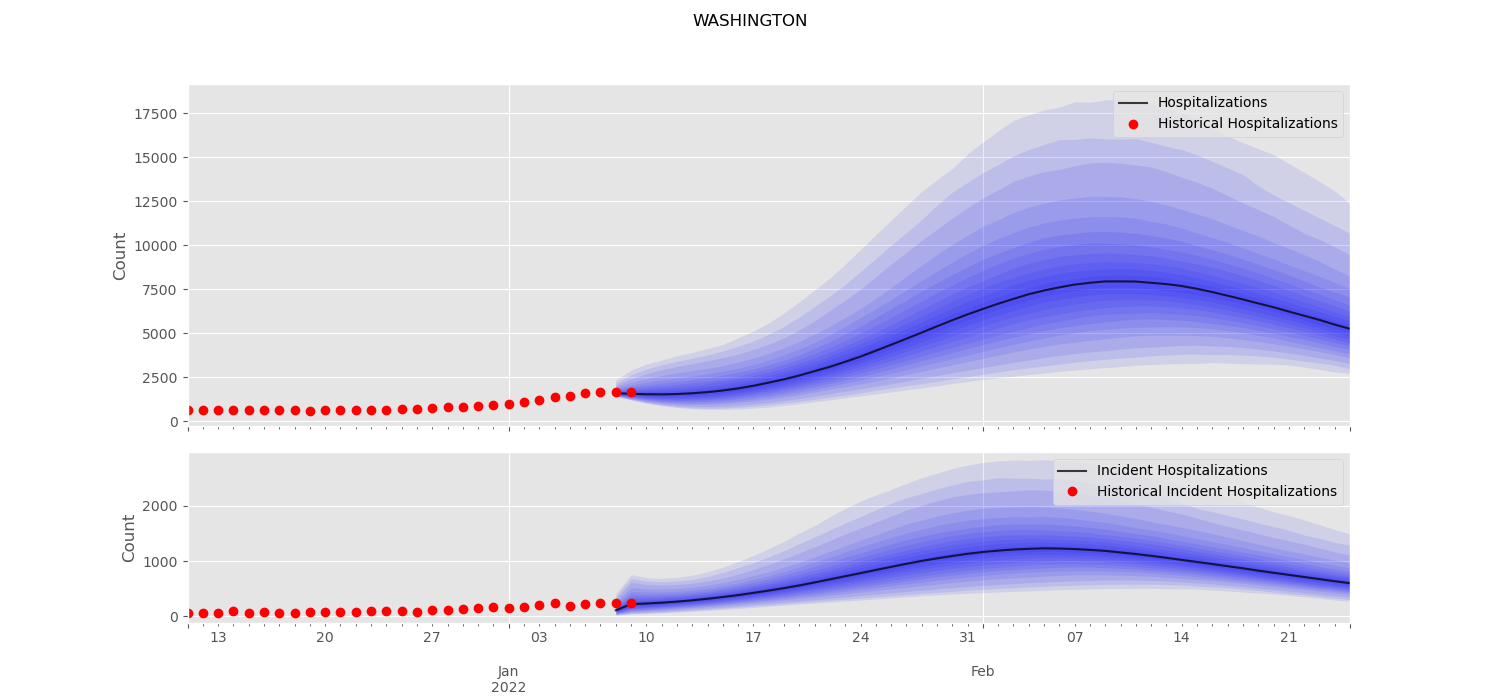 WASHINGTON
Hospitalizations
Historical Hospitalizations
17500
15000
12500
10000
7500
5000
2500
0
Count
Incident Hospitalizations
Historical Incident Hospitalizations
2000
1000
0
Count
13 20 27 03 10 17 24 31 07 14 21
Jan Feb
2022